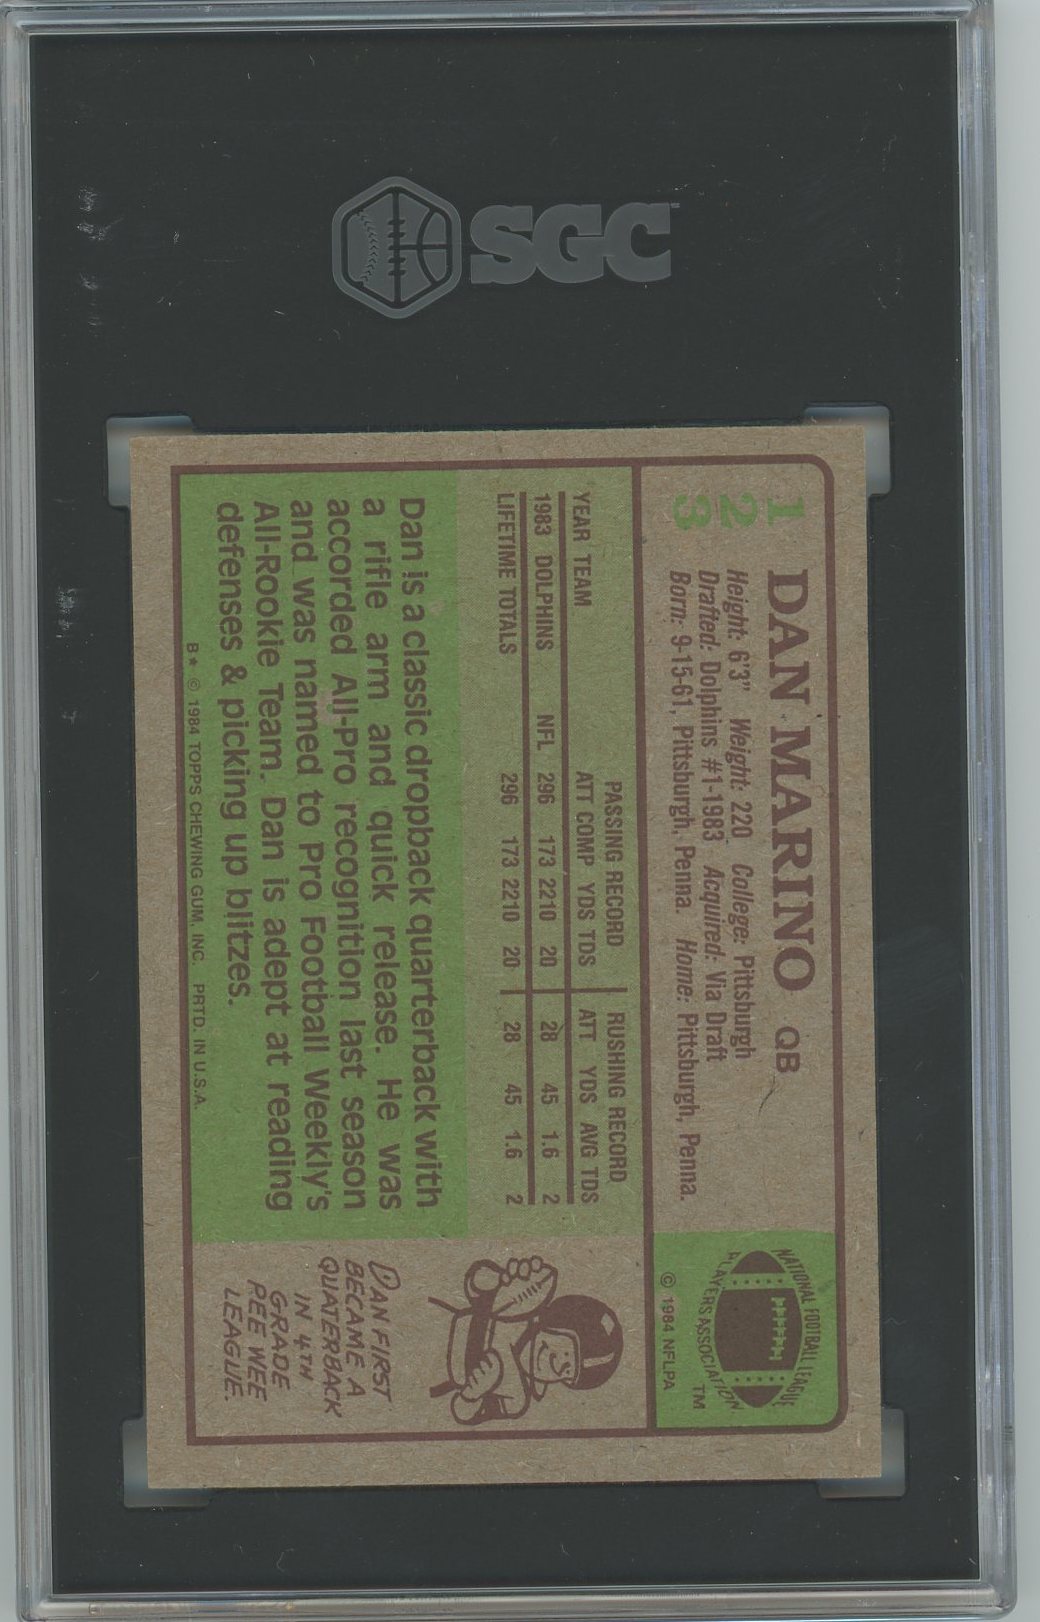 SGC
1
2
3
DAN MARINO QB
Height: 6'3" Weight: 220 College: Pittsburgh
Drafted: Dolphins #1-1983 Acquired: Via Draft
Born: 9-15-61, Pittsburgh, Penna. Home: Pittsburgh, Penna.
NATIONAL FOOTBALL LEAGUE
PLAYERS ASSOCIATION
TM
© 1984 NFLPA
PASSING RECORD RUSHING RECORD
YEAR TEAM ATT COMP YDS TDS ATT YDS AVG TDS
1983 DOLPHINS NFL 296 173 2210 20 28 45 1.6 2
LIFETIME TOTALS 296 173 2210 20 28 45 1.6 2
Dan is a classic dropback quarterback with
a rifle arm and quick release. He was
accorded All-Pro recognition last season
and was named to Pro Football Weekly's
All-Rookie Team. Dan is adept at reading
defenses & picking up blitzes.
DAN FIRST
BECAME A
QUATERBACK
IN 4TH
GRADE
PEE WEE
LEAGUE.
B* © 1984 TOPPS CHEWING GUM, INC. PRTD. IN U.S.A.